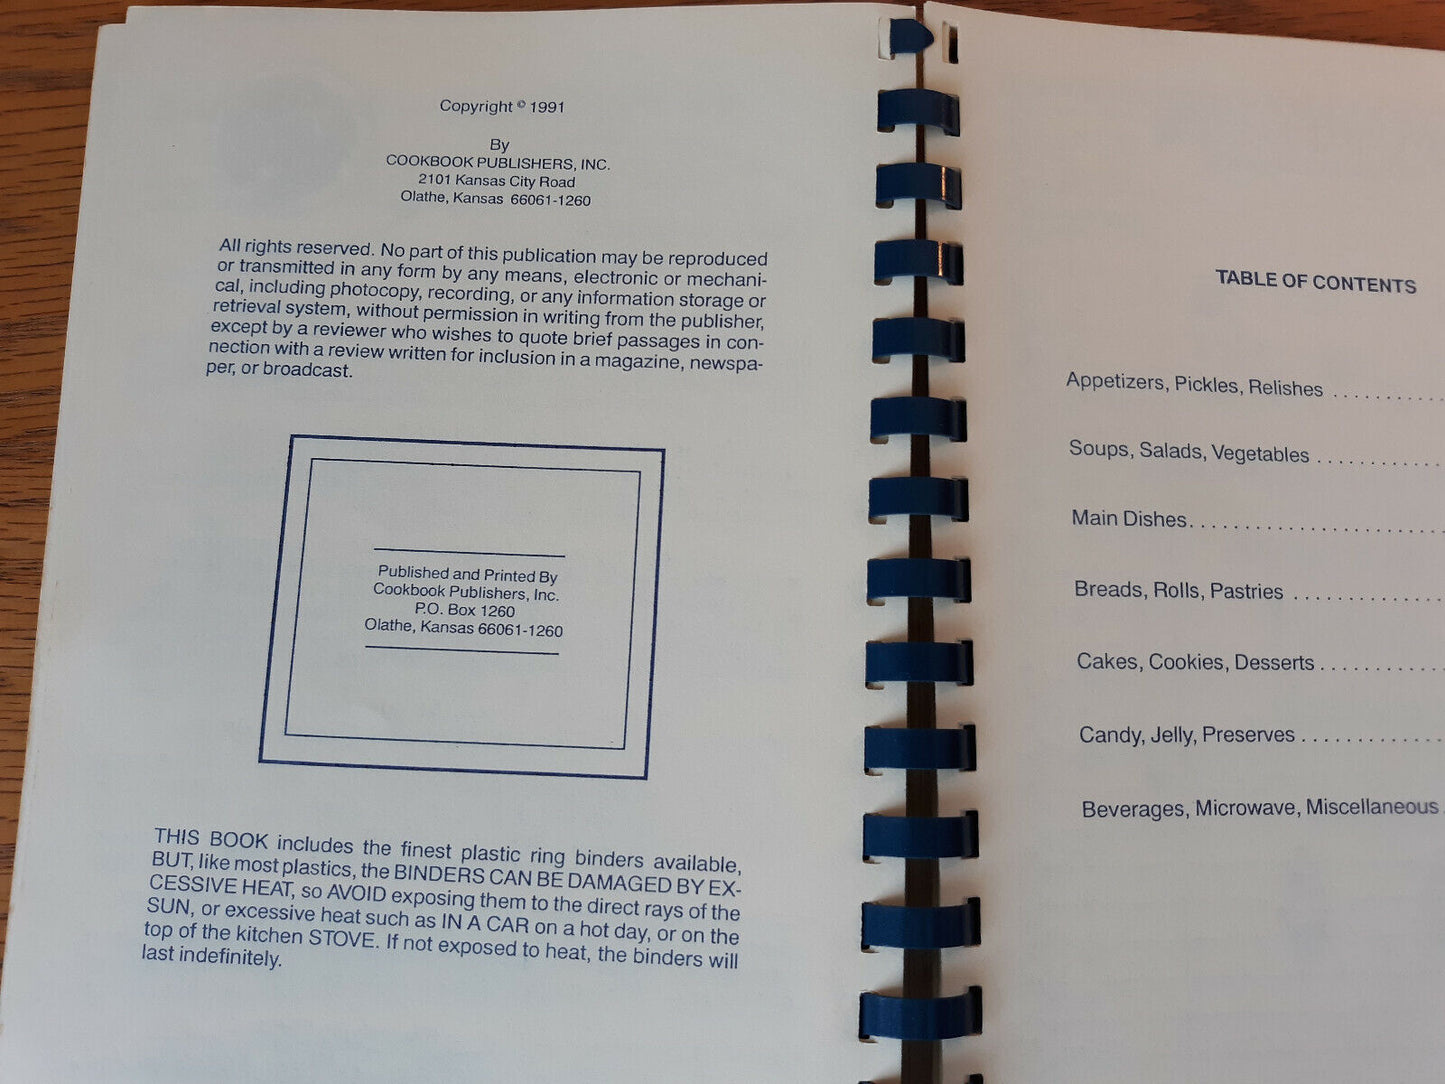 Copyright © 1991
By
COOKBOOK PUBLISHERS, INC.
2101 Kansas City Road
Olathe, Kansas 66061-1260
All rights reserved. No part of this publication may be reproduced
or transmitted in any form by any means, electronic or mechani-
cal, including photocopy, recording, or any information storage or
retrieval system, without permission in writing from the publisher,
except by a reviewer who wishes to quote brief passages in con-
nection with a review written for inclusion in a magazine, newspa-
per, or broadcast.
Published and Printed By
Cookbook Publishers, Inc.
P.O. Box 1260
Olathe, Kansas 66061-1260
THIS BOOK includes the finest plastic ring binders available,
BUT, like most plastics, the BINDERS CAN BE DAMAGED BY EX-
CESSIVE HEAT, so AVOID exposing them to the direct rays of the
SUN, or excessive heat such as IN A CAR on a hot day, or on the
top of the kitchen STOVE. If not exposed to heat, the binders will
last indefinitely.
TABLE OF CONTENTS
Appetizers, Pickles, Relishes . . . . . . . . .
Soups, Salads, Vegetables . . . . . . . . . .
Main Dishes. . . . . . . . . . . . . . . . . . . .
Breads, Rolls, Pastries . . . . . . . . . . . .
Cakes, Cookies, Desserts . . . . . . . . . .
Candy, Jelly, Preserves . . . . . . . . . . . .
Beverages, Microwave, Miscellaneous .